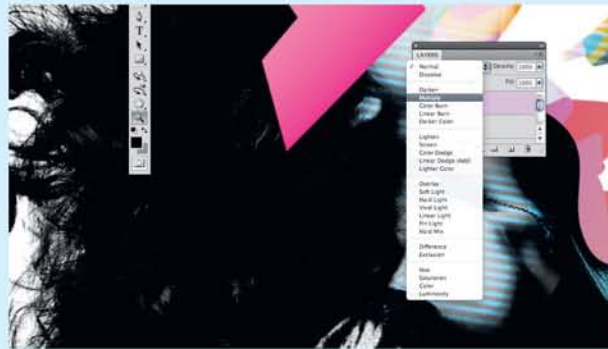 T
LAYERS
Normal
Opacity: 100%
Dissolve
Fill: 100%
Darken
Multiply
Color Burn
Linear Burn
Darker Color
Lighten
Screen
Color Dodge
Linear Dodge (Add)
Lighter Color
Overlay
Soft Light
Hard Light
Vivid Light
Linear Light
Pin Light
Hard Mix
Difference
Exclusion
Hue
Saturation
Color
Luminosity